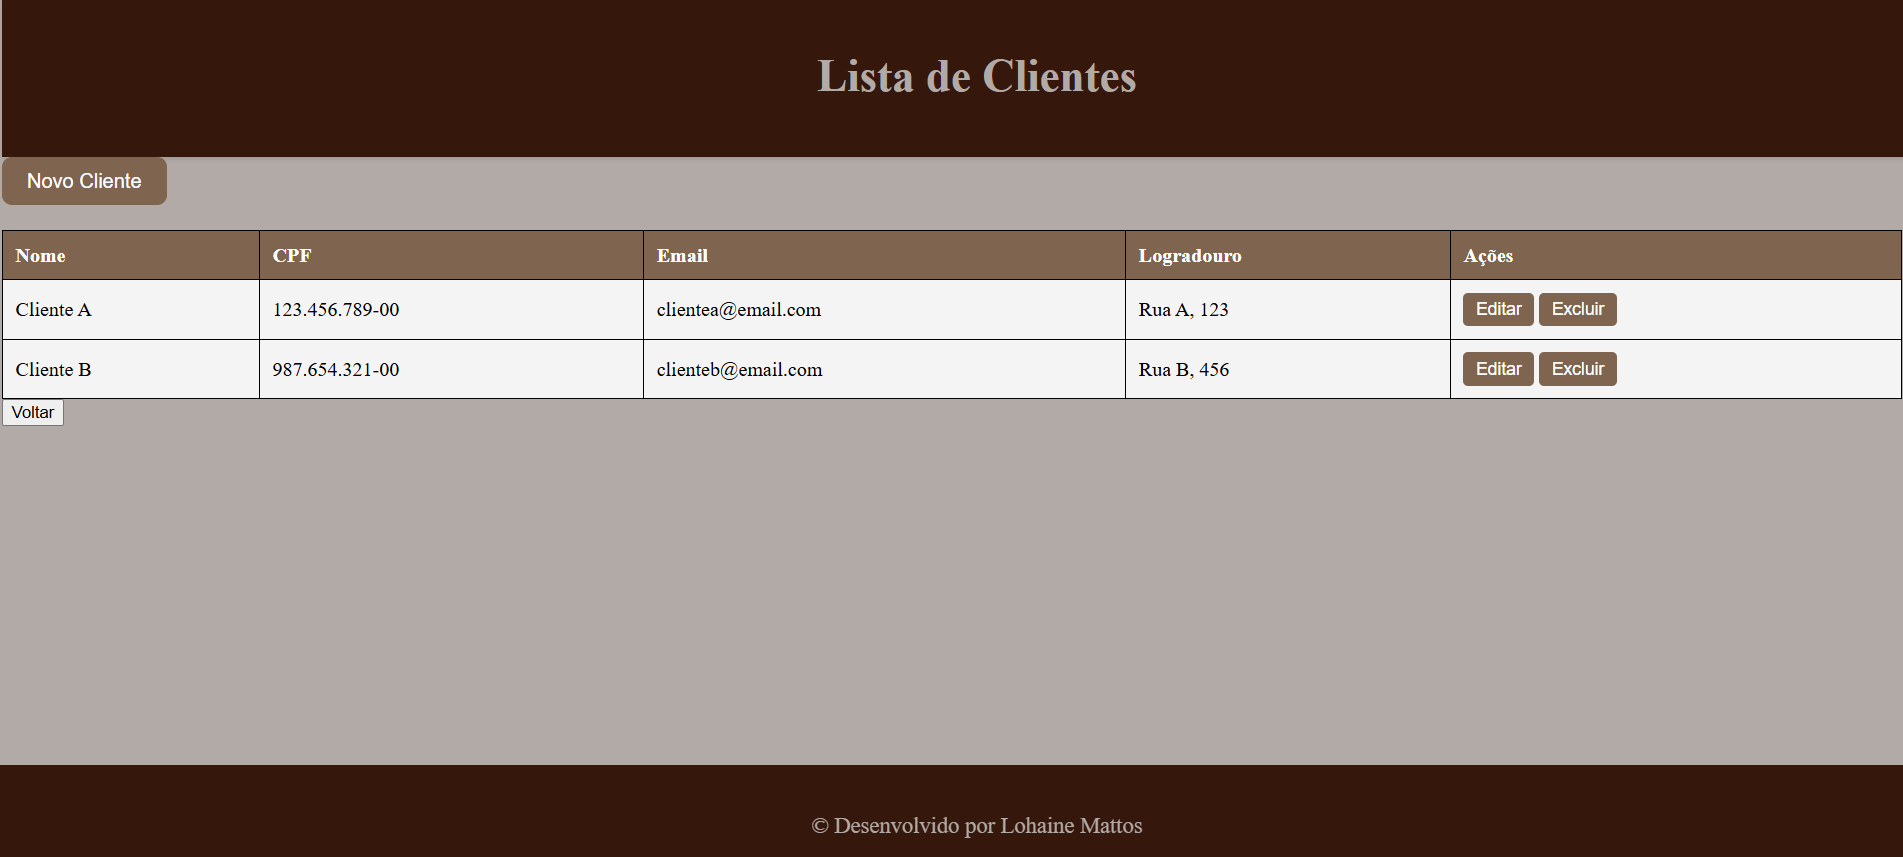 Lista de Clientes
Novo Cliente
Nome CPF Email Logradouro Ações
Cliente A 123.456.789-00 clientea@email.com Rua A, 123 Editar Excluir
Cliente B 987.654.321-00 clienteb@email.com Rua B, 456 Editar Excluir
Voltar
© Desenvolvido por Lohaine Mattos